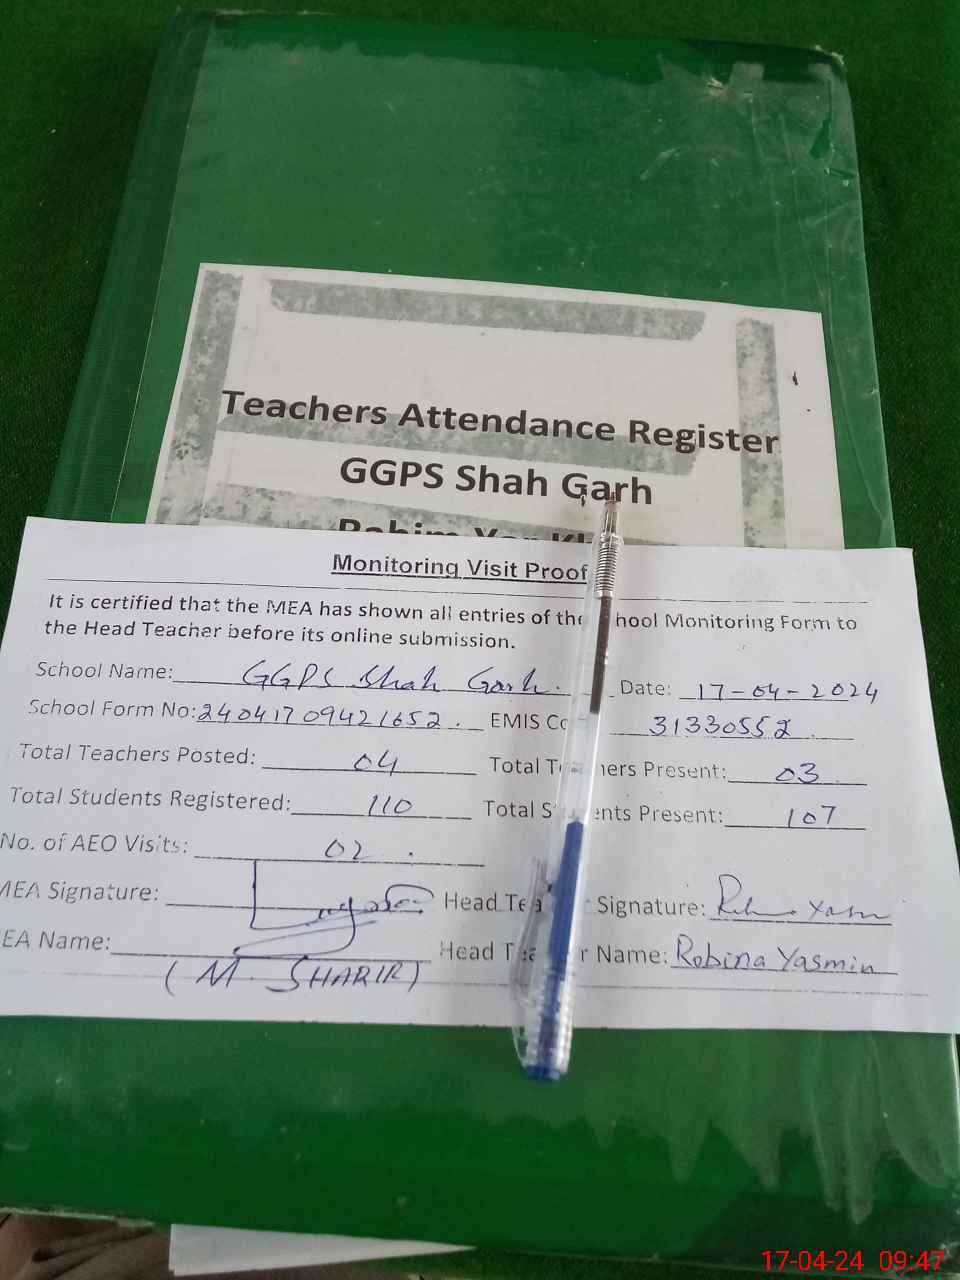 Teachers Attendance Register
GGPS Shah Garh
Rahim Yar
Monitoring Visit Proof
It is certified that the MEA has shown all entries of the School Monitoring Form to
the Head Teacher before its online submission.
School Name: GGPS Shah Garh. Date: 17-04-2024
School Form No: 24041709421652. EMIS Co 31330552.
Total Teachers Posted: 04 Total Teachers Present: 03
Total Students Registered: 110 Total Students Present: 107
No. of AEO Visits: 02.
MEA Signature: Head Teacher Signature:
EA Name: Head Teacher Name: Robina Yasmin
(M. SHARIR)
17-04-24 09:47